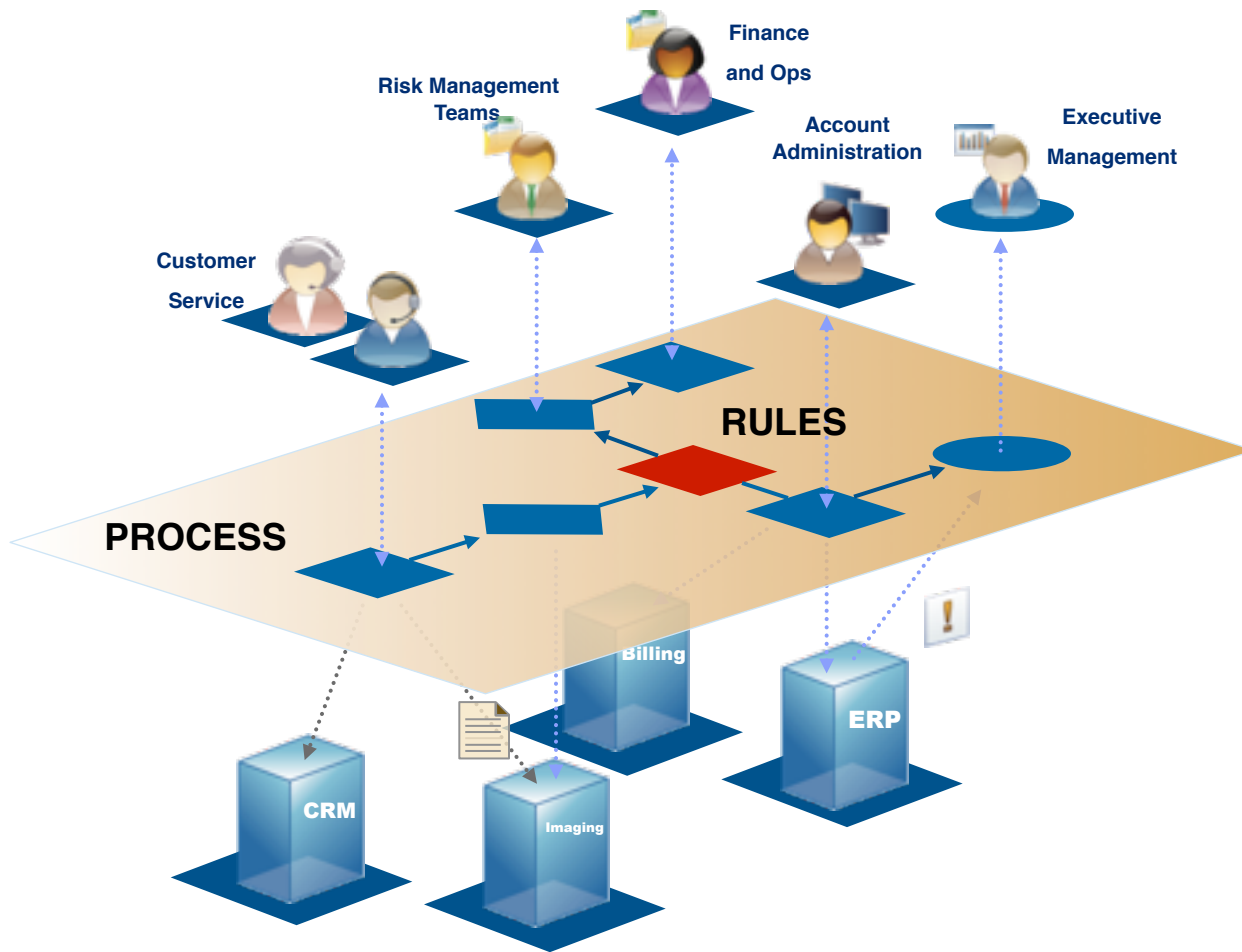 Finance
and Ops
Risk Management
Teams
Account
Administration
Executive
Management
Customer
Service
RULES
PROCESS
Billing
ERP
CRM
Imaging